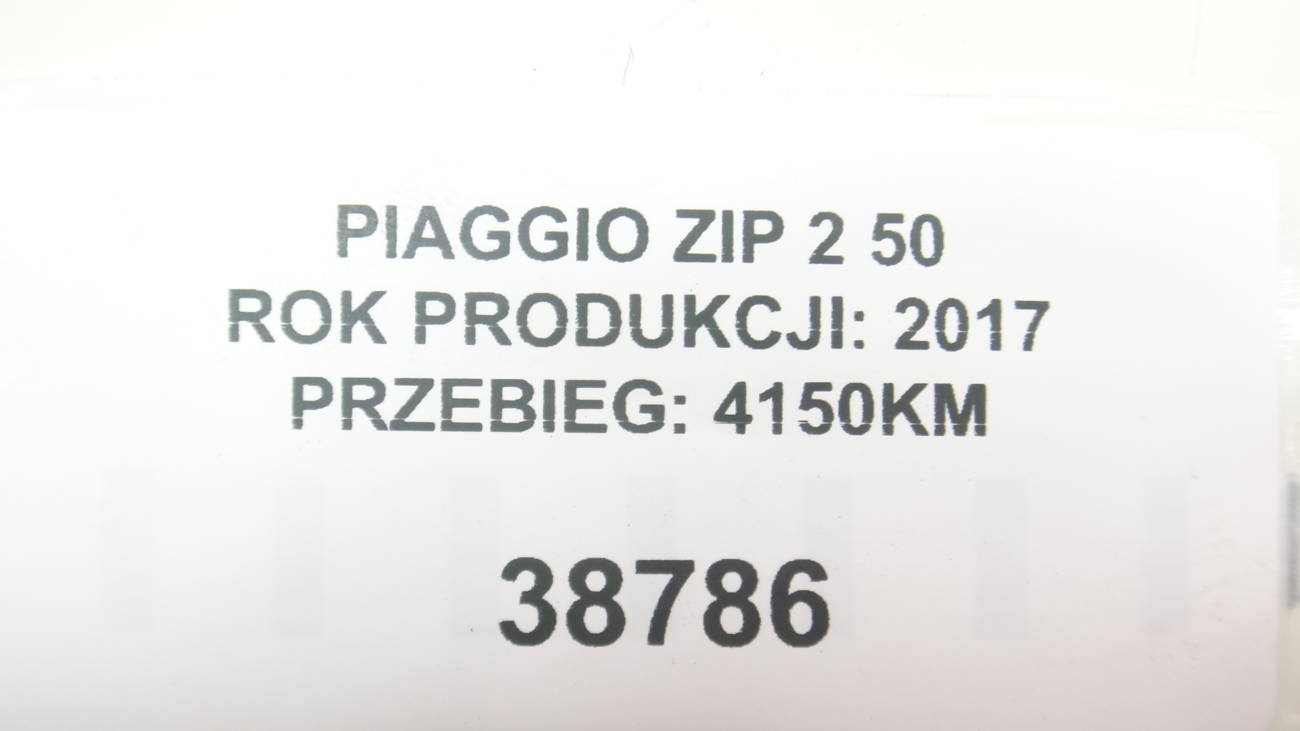 PIAGGIO ZIP 2 50
ROK PRODUKCJI: 2017
PRZEBIEG: 4150KM
38786